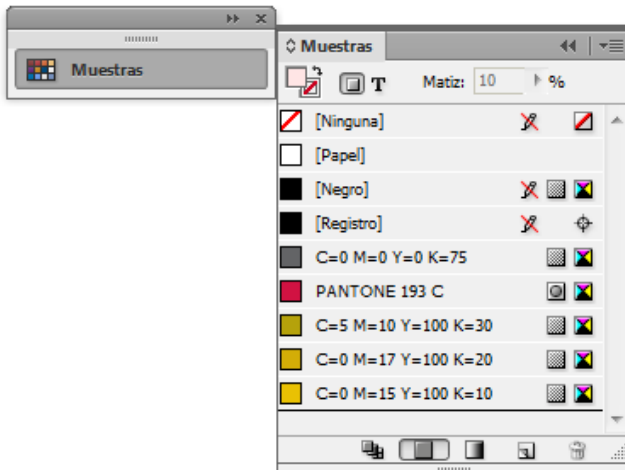 Muestras
Muestras
T Matiz: 10 %
[Ninguna]
[Papel]
[Negro]
[Registro]
C=0 M=0 Y=0 K=75
PANTONE 193 C
C=5 M=10 Y=100 K=30
C=0 M=17 Y=100 K=20
C=0 M=15 Y=100 K=10